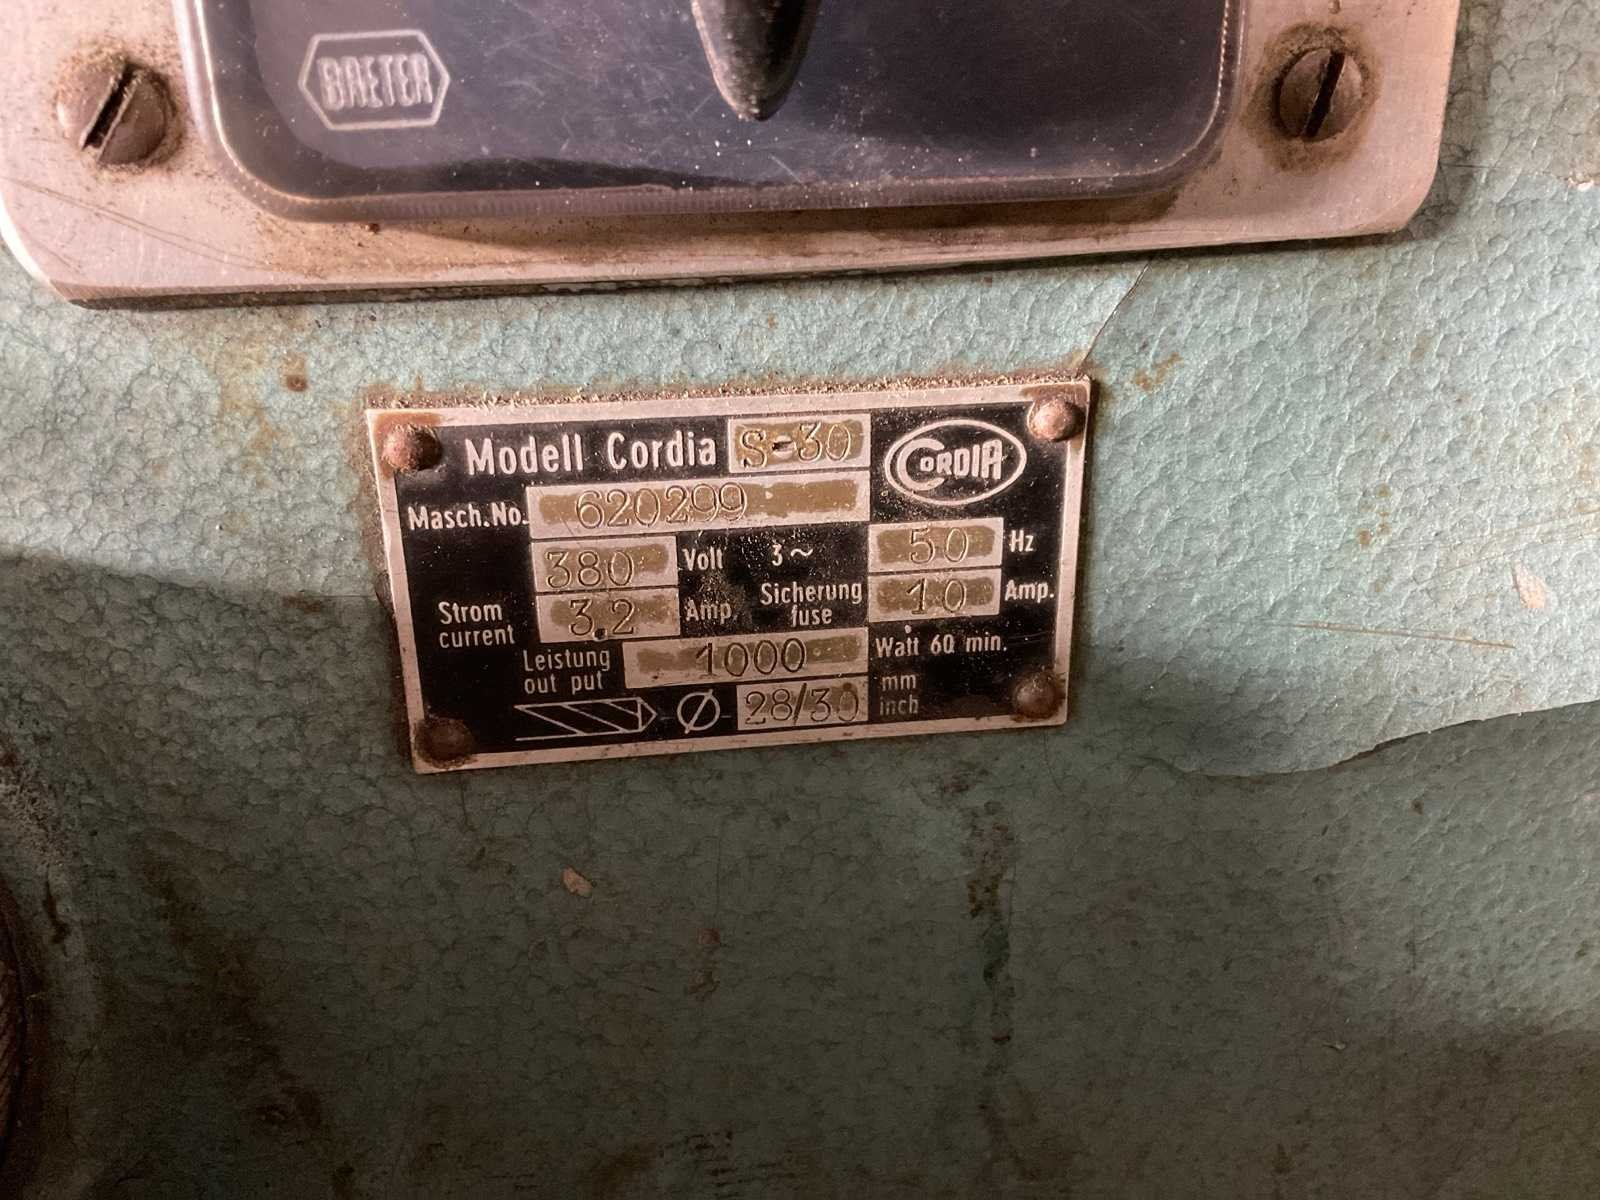 BAETER
Modell Cordia S-30
CORDIA
Masch.No. 620299
380 Volt 3~ 50 Hz
Strom current 3.2 Amp. Sicherung fuse 10 Amp.
Leistung out put 1000 Watt 60 min.
Ø 28/30 mm inch